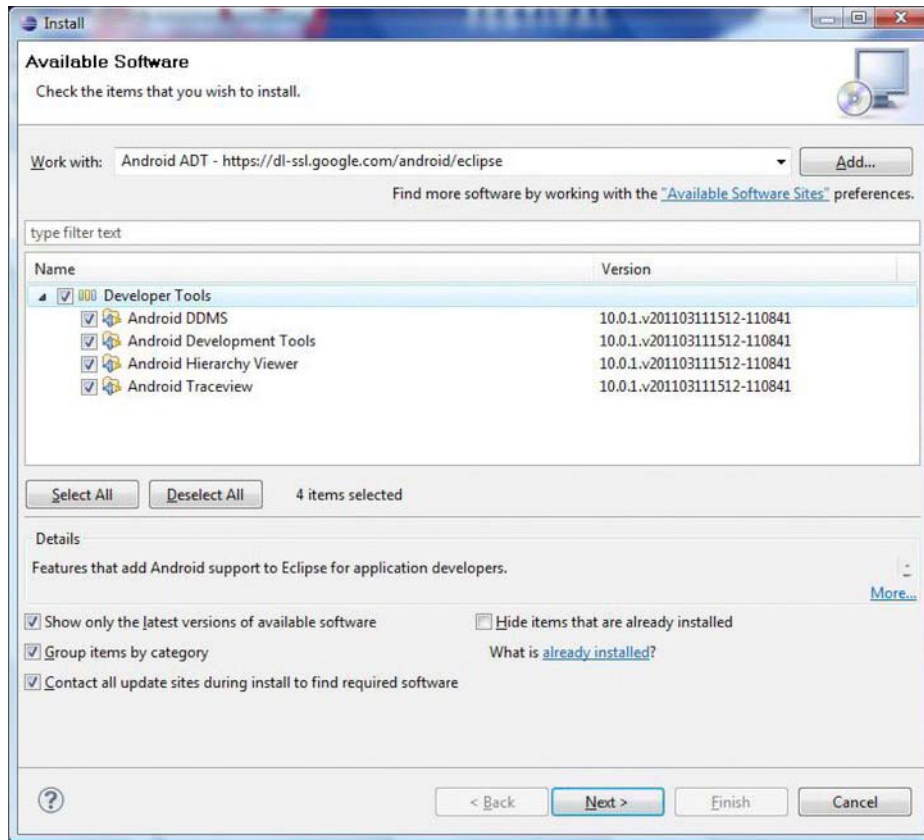 Install
Available Software
Check the items that you wish to install.
Work with: Android ADT - https://dl-ssl.google.com/android/eclipse Add...
Find more software by working with the "Available Software Sites" preferences.
type filter text
Name Version
Developer Tools
Android DDMS 10.0.1.v201103111512-110841
Android Development Tools 10.0.1.v201103111512-110841
Android Hierarchy Viewer 10.0.1.v201103111512-110841
Android Traceview 10.0.1.v201103111512-110841
Select All Deselect All 4 items selected
Details
Features that add Android support to Eclipse for application developers.
More...
Show only the latest versions of available software Hide items that are already installed
Group items by category What is already installed?
Contact all update sites during install to find required software
? < Back Next > Finish Cancel